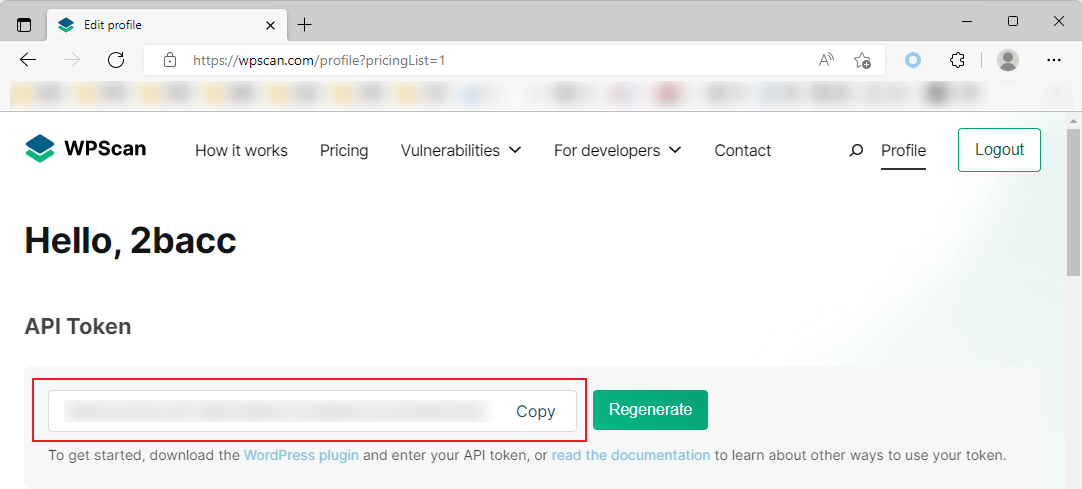 Edit profile
https://wpscan.com/profile?pricingList=1
WPScan How it works Pricing Vulnerabilities For developers Contact Profile Logout
Hello, 2bacc
API Token
Copy Regenerate
To get started, download the WordPress plugin and enter your API token, or read the documentation to learn about other ways to use your token.